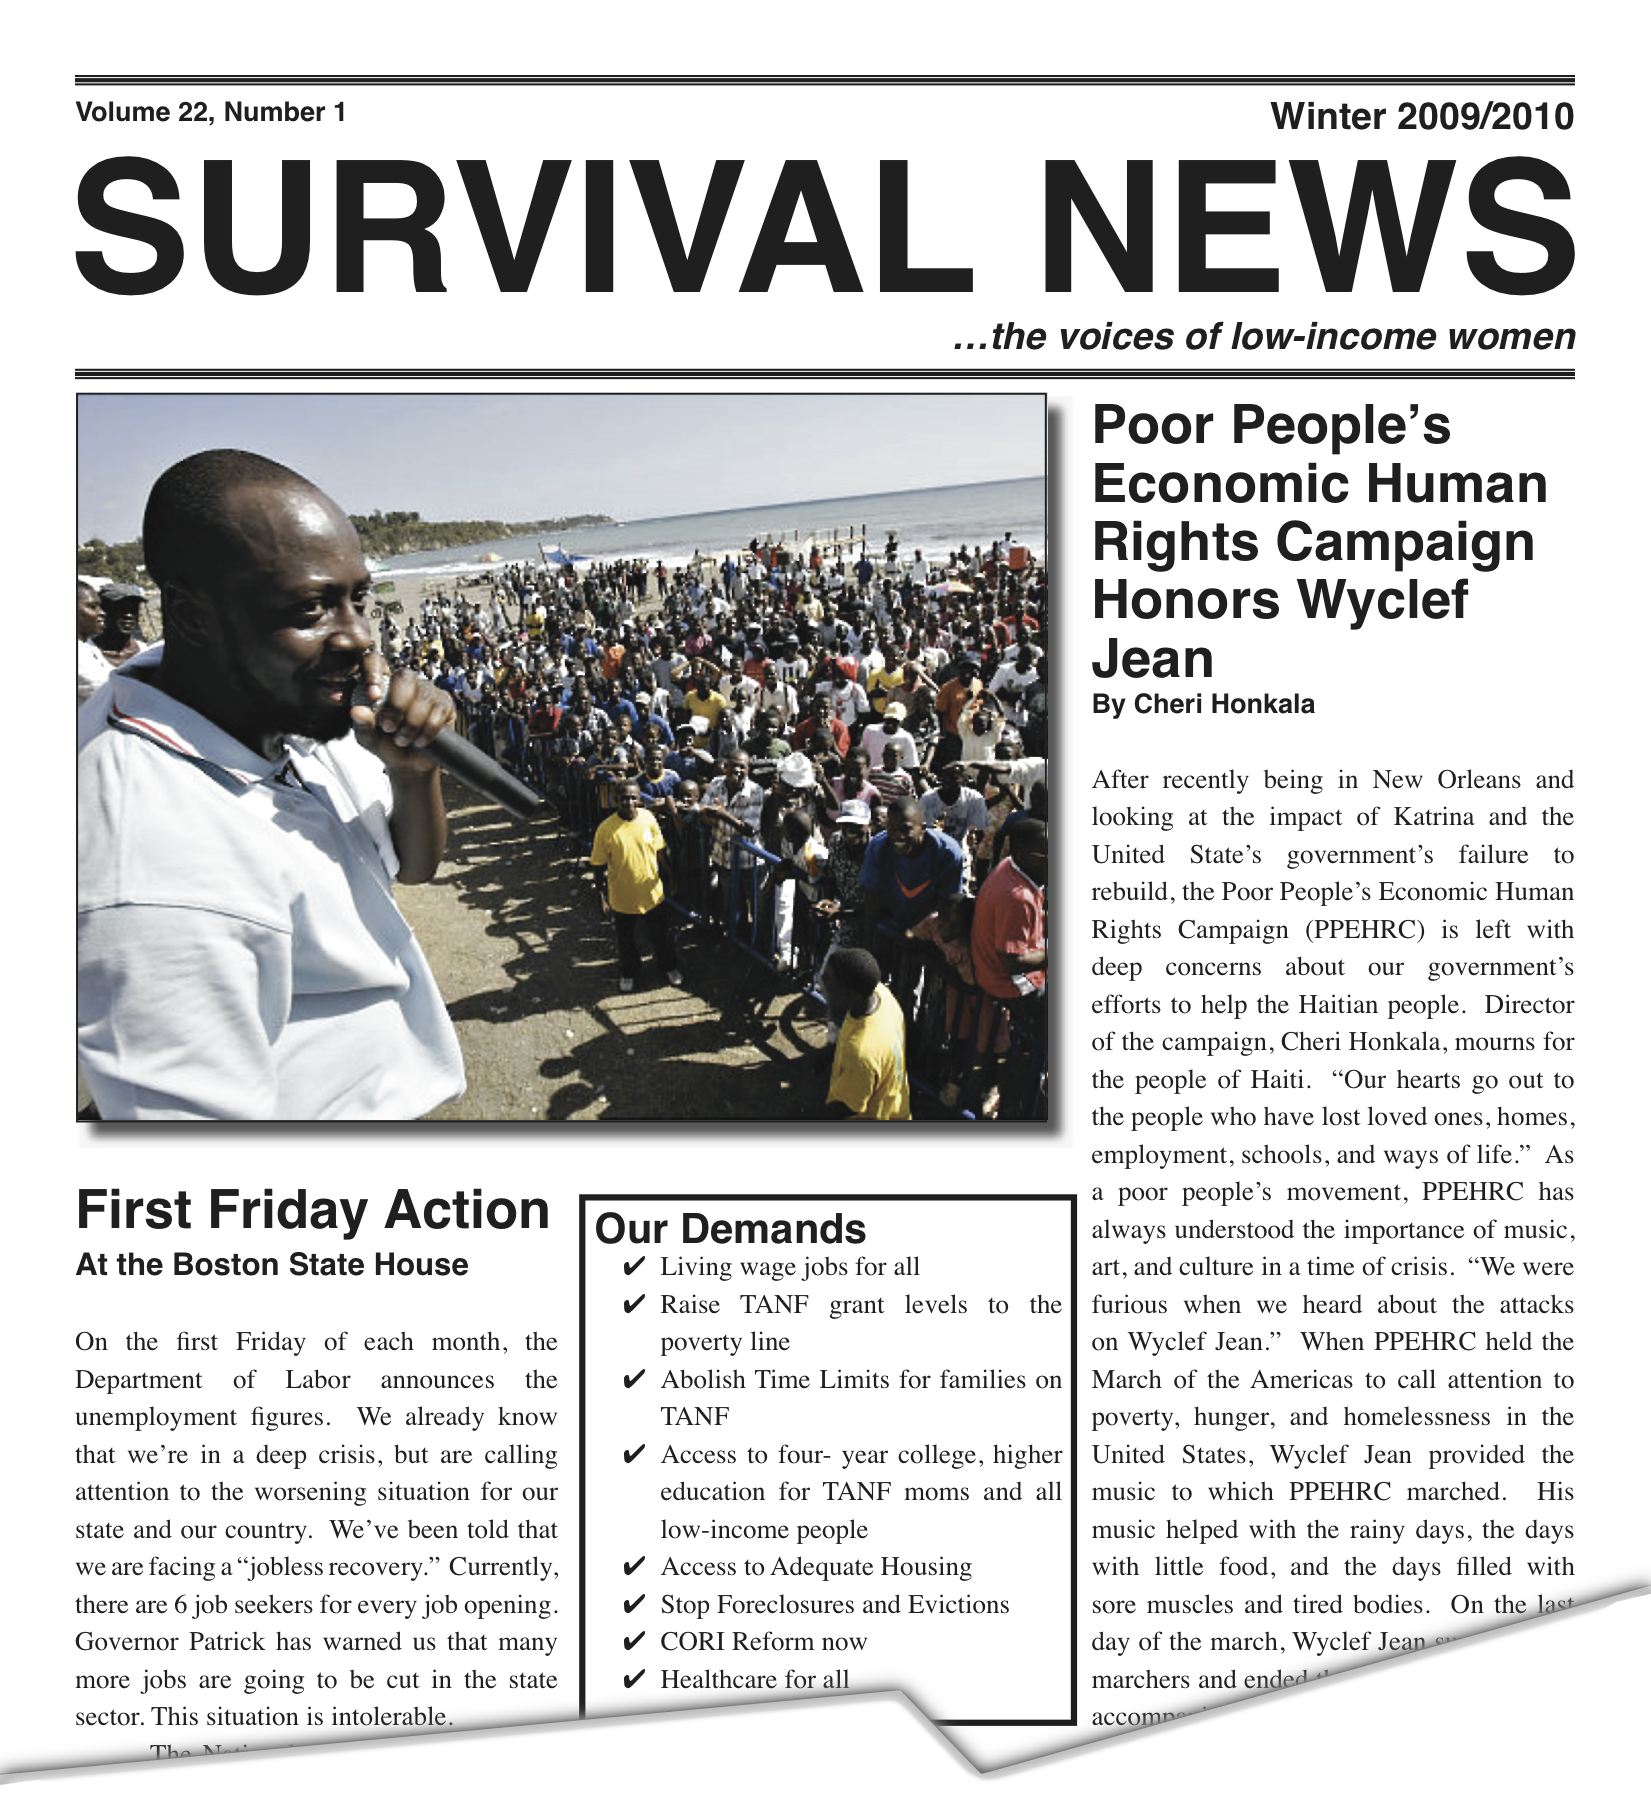 Volume 22, Number 1
Winter 2009/2010
SURVIVAL NEWS
…the voices of low-income women
Poor People’s
Economic Human
Rights Campaign
Honors Wyclef
Jean
By Cheri Honkala
After recently being in New Orleans and
looking at the impact of Katrina and the
United State’s government’s failure to
rebuild, the Poor People’s Economic Human
Rights Campaign (PPEHRC) is left with
deep concerns about our government’s
efforts to help the Haitian people. Director
of the campaign, Cheri Honkala, mourns for
the people of Haiti. “Our hearts go out to
the people who have lost loved ones, homes,
employment, schools, and ways of life.” As
a poor people’s movement, PPEHRC has
always understood the importance of music,
art, and culture in a time of crisis. “We were
furious when we heard about the attacks
on Wyclef Jean.” When PPEHRC held the
March of the Americas to call attention to
poverty, hunger, and homelessness in the
United States, Wyclef Jean provided the
music to which PPEHRC marched. His
music helped with the rainy days, the days
with little food, and the days filled with
sore muscles and tired bodies. On the last
day of the march, Wyclef Jean
marchers and ended
First Friday Action
At the Boston State House
On the first Friday of each month, the
Department of Labor announces the
unemployment figures. We already know
that we’re in a deep crisis, but are calling
attention to the worsening situation for our
state and our country. We’ve been told that
we are facing a “jobless recovery.” Currently,
there are 6 job seekers for every job opening.
Governor Patrick has warned us that many
more jobs are going to be cut in the state
sector. This situation is intolerable.
The
Our Demands
✔ Living wage jobs for all
✔ Raise TANF grant levels to the
poverty line
✔ Abolish Time Limits for families on
TANF
✔ Access to four- year college, higher
education for TANF moms and all
low-income people
✔ Access to Adequate Housing
✔ Stop Foreclosures and Evictions
✔ CORI Reform now
✔ Healthcare for all